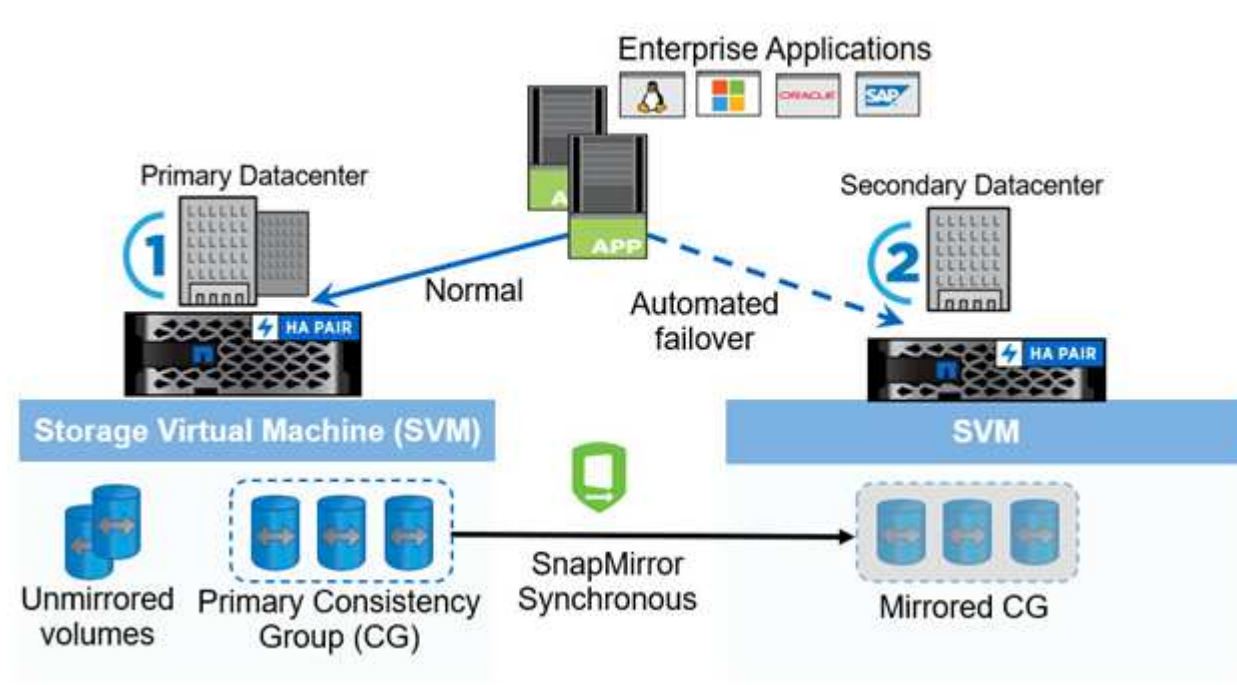 Enterprise Applications
ORACLE
SAP
Primary Datacenter
Secondary Datacenter
1
A
APP
2
Normal
Automated
failover
HA PAIR
HA PAIR
Storage Virtual Machine (SVM)
SVM
Unmirrored
volumes
Primary Consistency
Group (CG)
SnapMirror
Synchronous
Mirrored CG